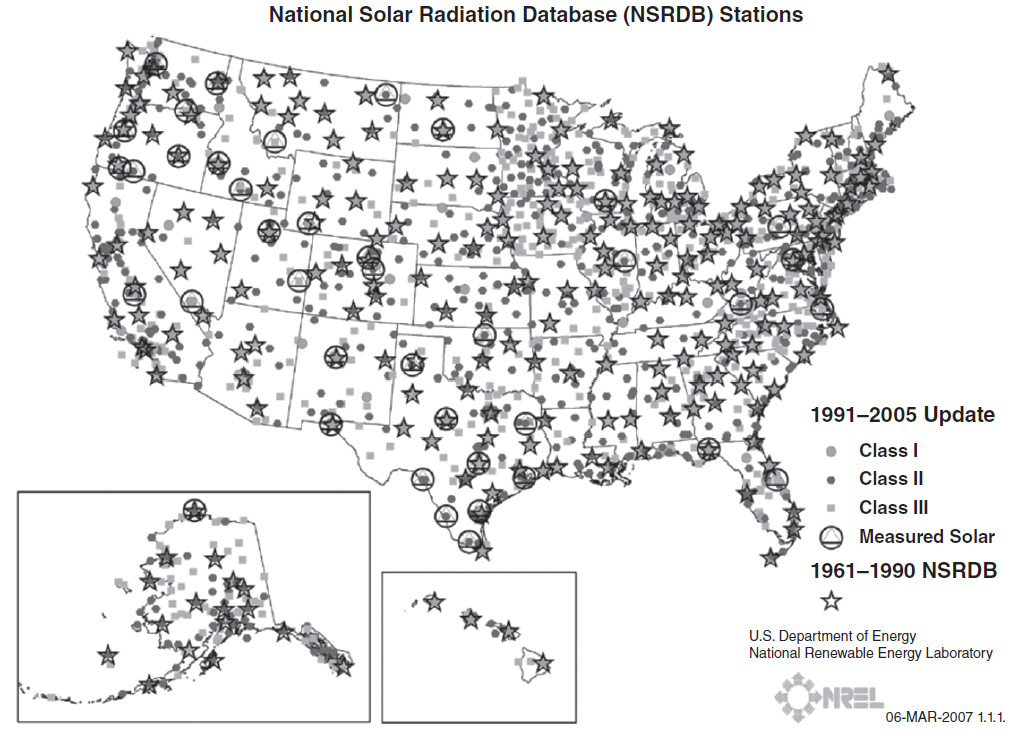 National Solar Radiation Database (NSRDB) Stations
1991–2005 Update
Class I
Class II
Class III
Measured Solar
1961–1990 NSRDB
U.S. Department of Energy
National Renewable Energy Laboratory
NREL
06-MAR-2007 1.1.1.